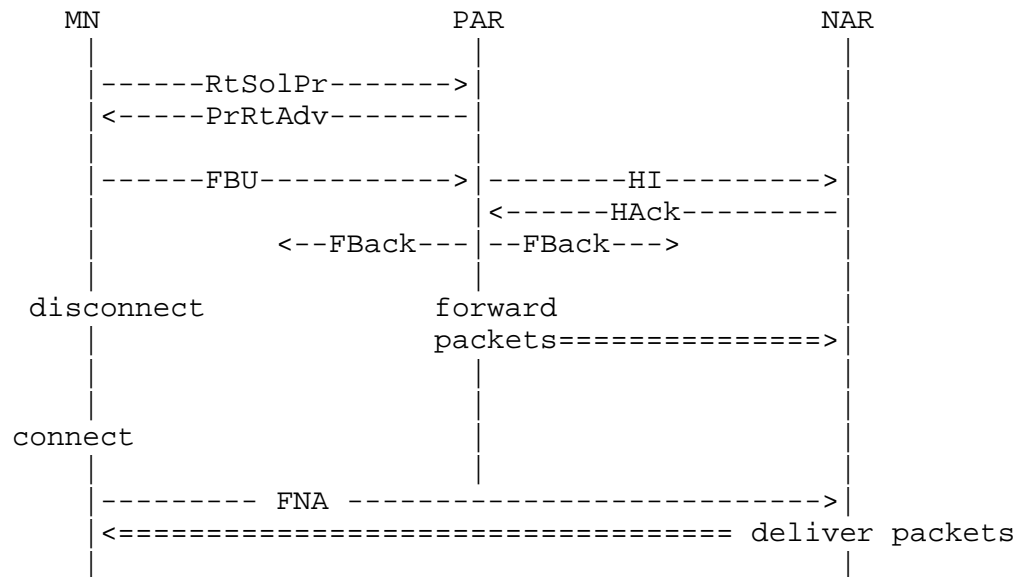 MN PAR NAR
------RtSolPr------->
<-----PrRtAdv--------
------FBU----------->|--------HI--------->
<------HAck---------
<--FBack---|--FBack--->
disconnect forward
packets===============>
connect
--------- FNA --------------------------->
<=================================== deliver packets